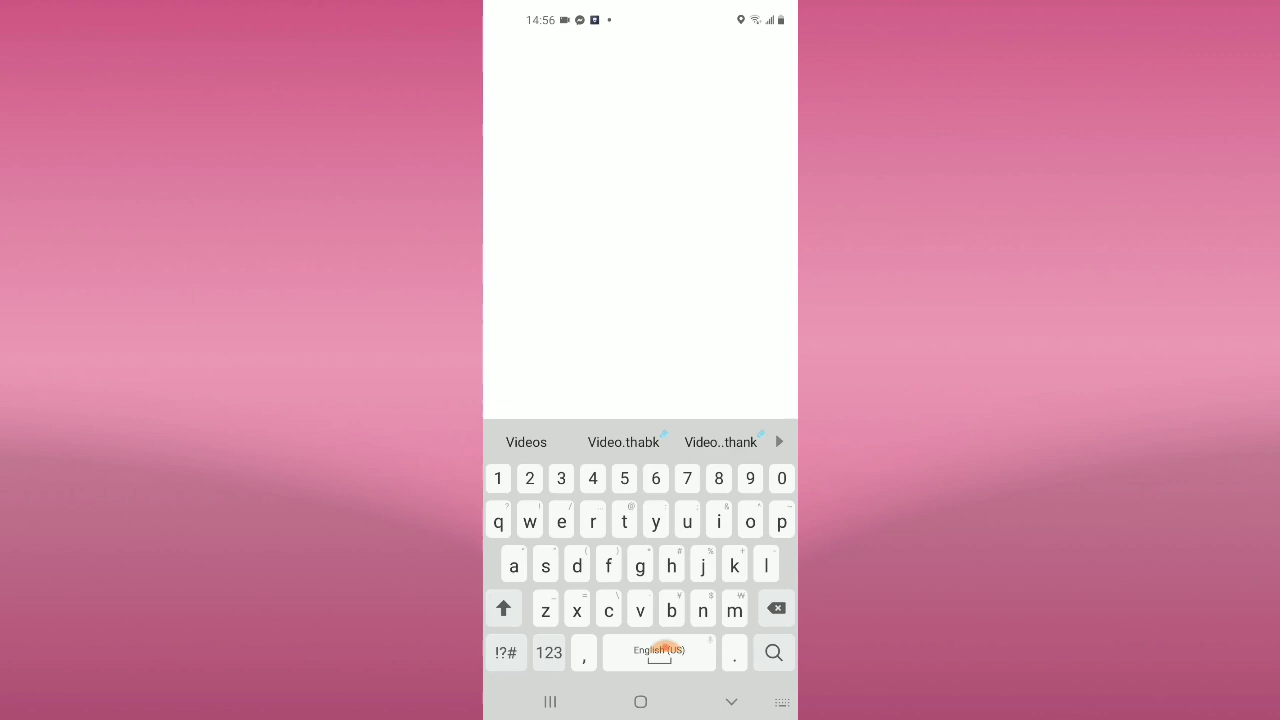 14:56
Videos Video.thabk Video..thank
1 2 3 4 5 6 7 8 9 0
q w e r t y u i o p
a s d f g h j k l
z x c v b n m
!?# 123 , English (US) .